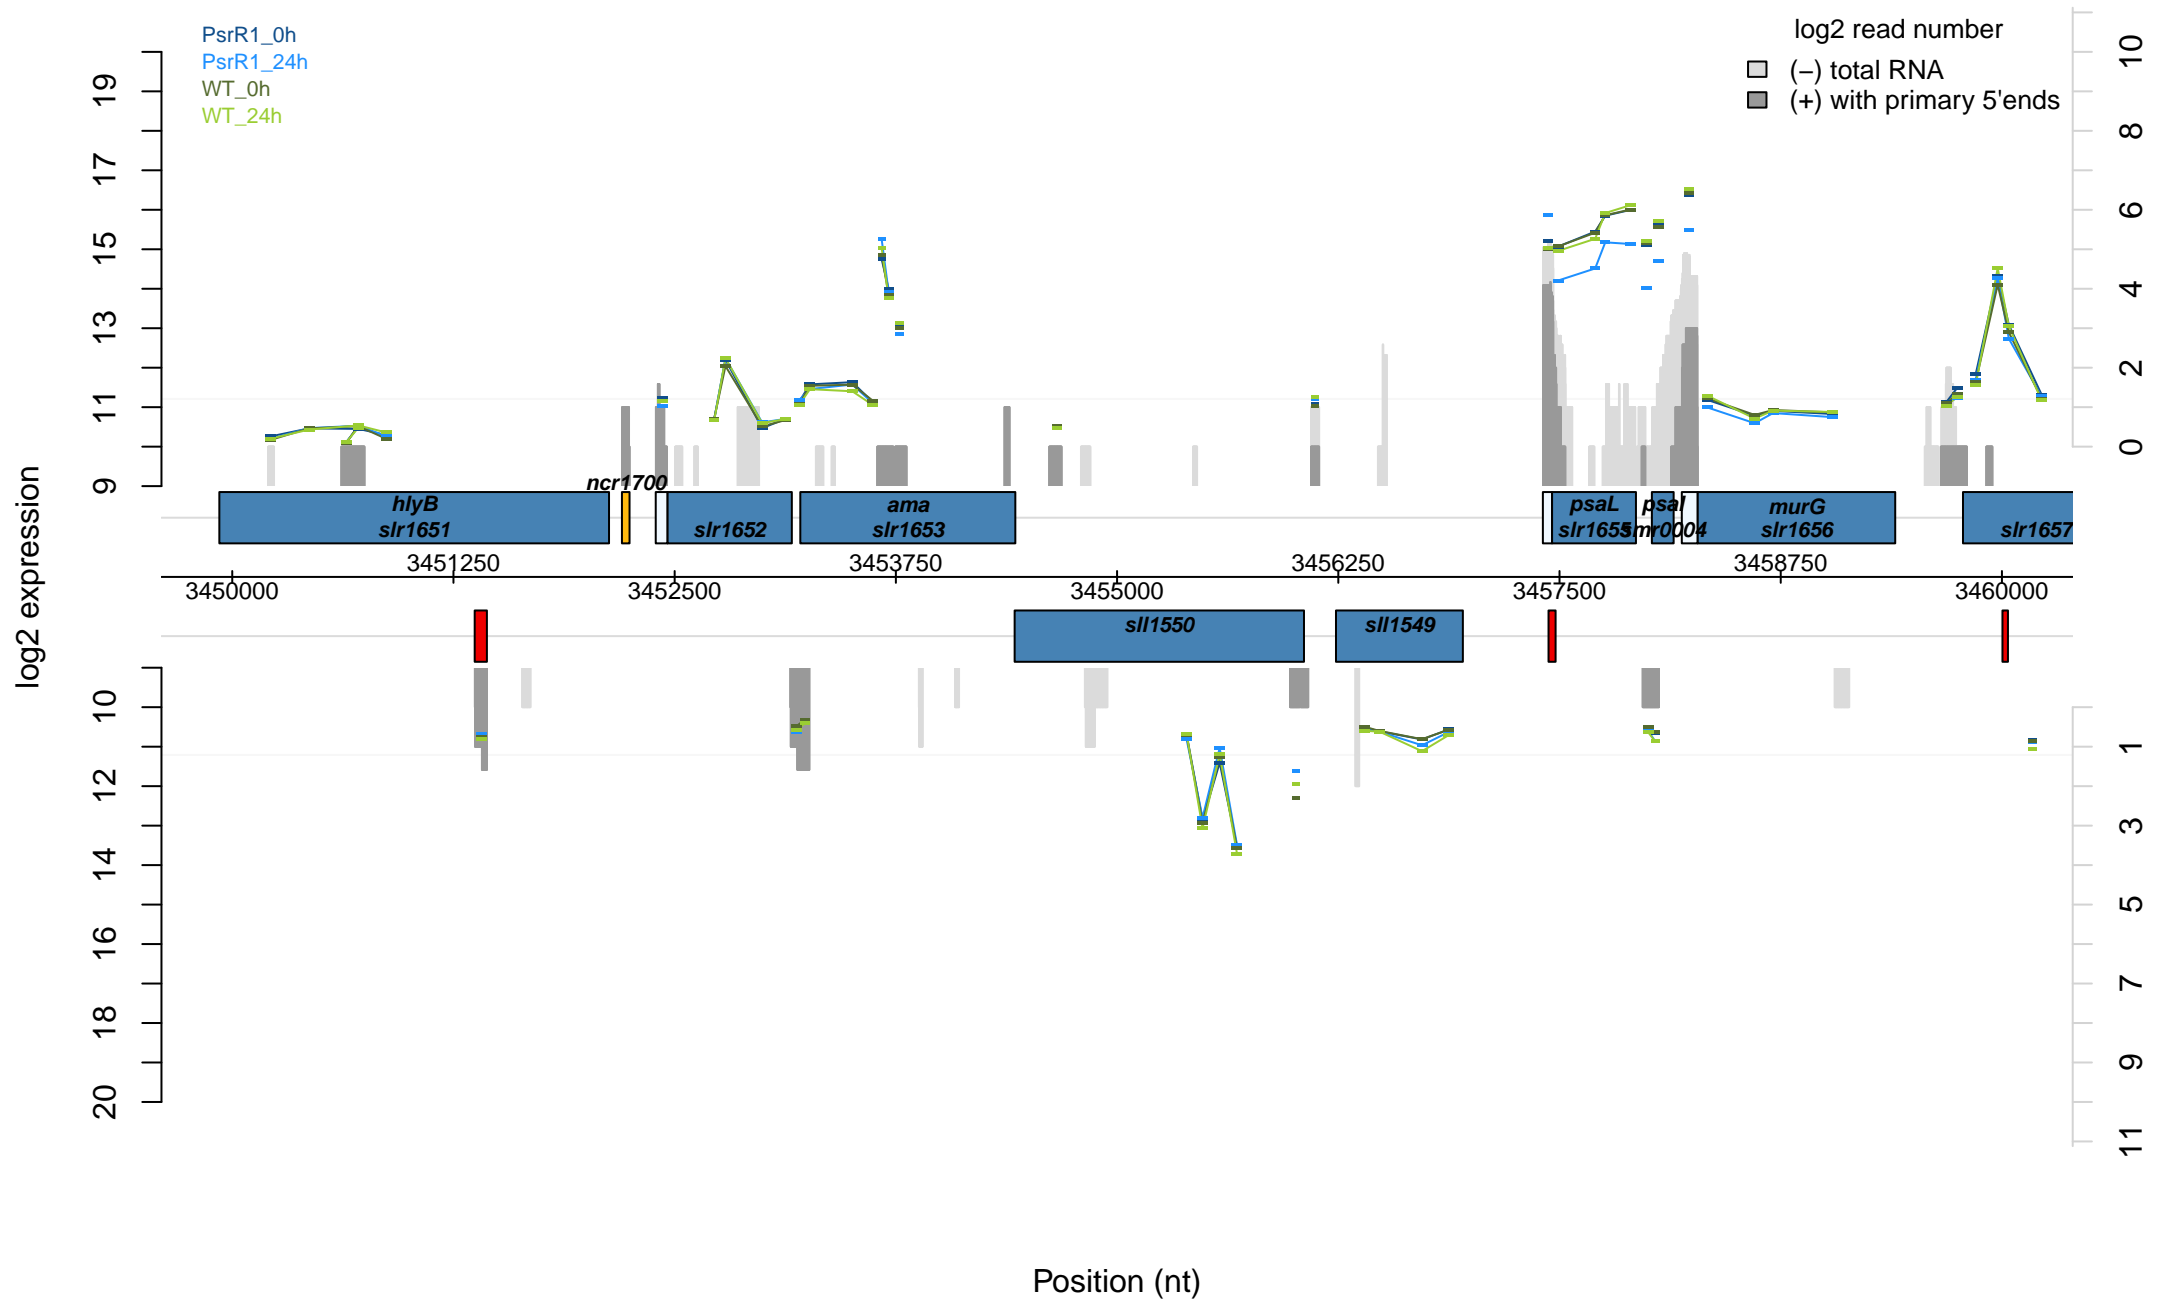 PsrR1_0h
PsrR1_24h
WT_0h
WT_24h
log2 read number
(−) total RNA
(+) with primary 5'ends
19
17
15
13
11
9
10
8
6
4
2
0
log2 expression
ncr1700
hlyB
slr1651
slr1652
ama
slr1653
psaL
slr1655
psaI
smr0004
murG
slr1656
slr1657
3451250
3453750
3456250
3458750
3450000
3452500
3455000
3457500
3460000
sll1550
sll1549
10
12
14
16
18
20
1
3
5
7
9
11
Position (nt)